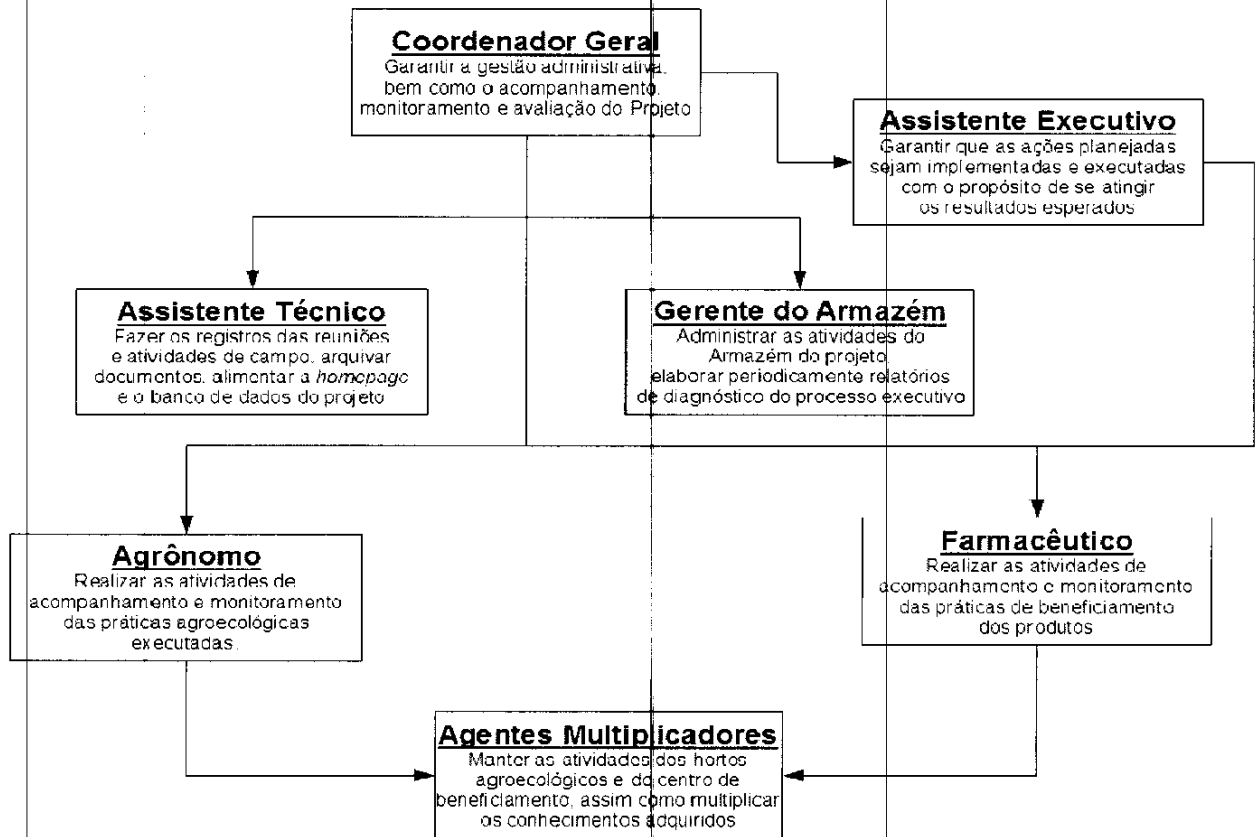 Coordenador Geral
Garantir a gestão administrativa,
bem como o acompanhamento,
monitoramento e avaliação do Projeto
Assistente Executivo
Garantir que as ações planejadas
sejam implementadas e executadas
com o propósito de se atingir
os resultados esperados
Assistente Técnico
Fazer os registros das reuniões
e atividades de campo, arquivar
documentos, alimentar a homepage
e o banco de dados do projeto
Gerente do Armazém
Administrar as atividades do
Armazém do projeto
elaborar periodicamente relatórios
de diagnóstico do processo executivo
Agrônomo
Realizar as atividades de
acompanhamento e monitoramento
das práticas agroecológicas
executadas.
Farmacêutico
Realizar as atividades de
acompanhamento e monitoramento
das práticas de beneficiamento
dos produtos
Agentes Multiplicadores
Manter as atividades dos hortos
agroecológicos e do centro de
beneficiamento, assim como multiplicar
os conhecimentos adquiridos